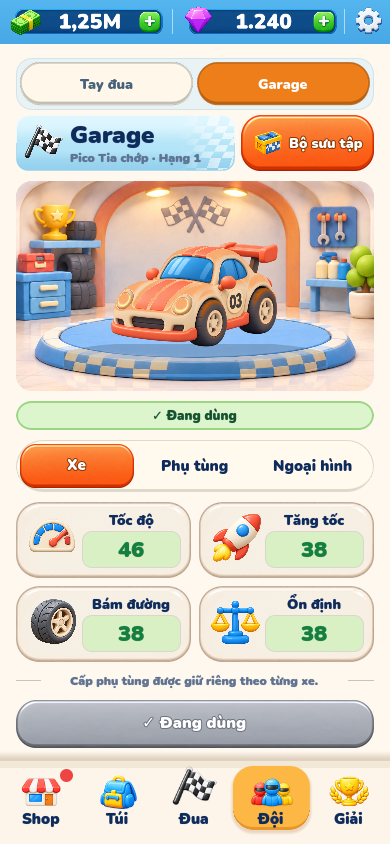 1,25M
1.240
Tay đua
Garage
Garage
Pico Tia chớp · Hạng 1
Bộ sưu tập
03
✓ Đang dùng
Xe
Phụ tùng
Ngoại hình
Tốc độ
46
Tăng tốc
38
Bám đường
38
Ổn định
38
Cấp phụ tùng được giữ riêng theo từng xe.
✓ Đang dùng
Shop
Túi
Đua
Đội
Giải